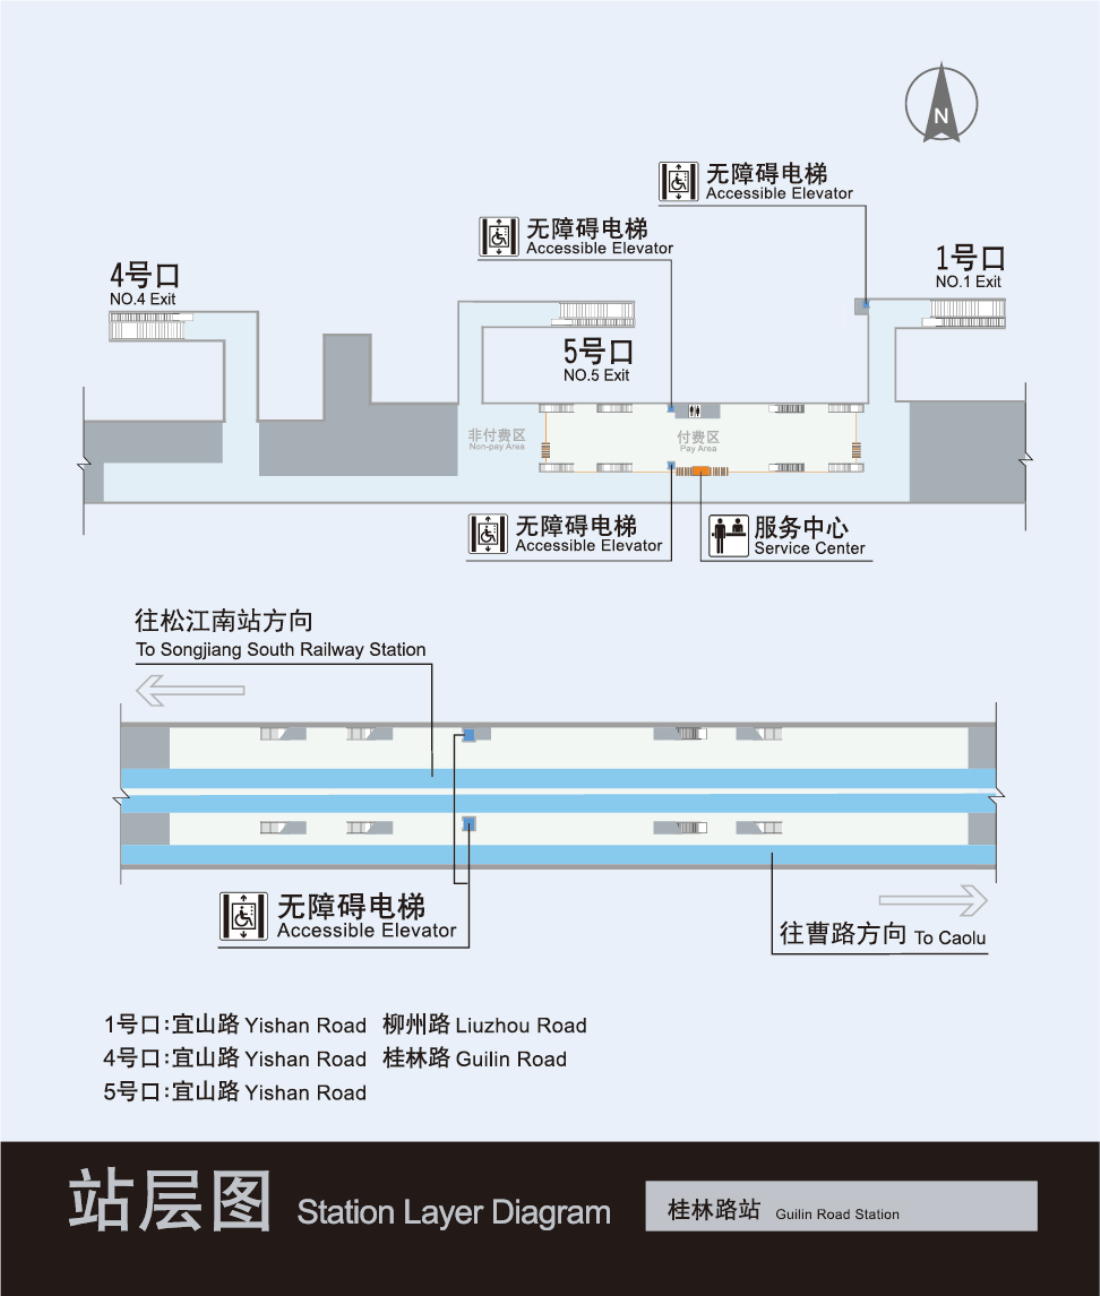 N
无障碍电梯
Accessible Elevator
无障碍电梯
Accessible Elevator
4号口
NO.4 Exit
1号口
NO.1 Exit
5号口
NO.5 Exit
非付费区
Non-pay Area
付费区
Pay Area
无障碍电梯
Accessible Elevator
服务中心
Service Center
往松江南站方向
To Songjiang South Railway Station
无障碍电梯
Accessible Elevator
往曹路方向 To Caolu
1号口:宜山路 Yishan Road 柳州路 Liuzhou Road
4号口:宜山路 Yishan Road 桂林路 Guilin Road
5号口:宜山路 Yishan Road
站层图 Station Layer Diagram
桂林路站 Guilin Road Station